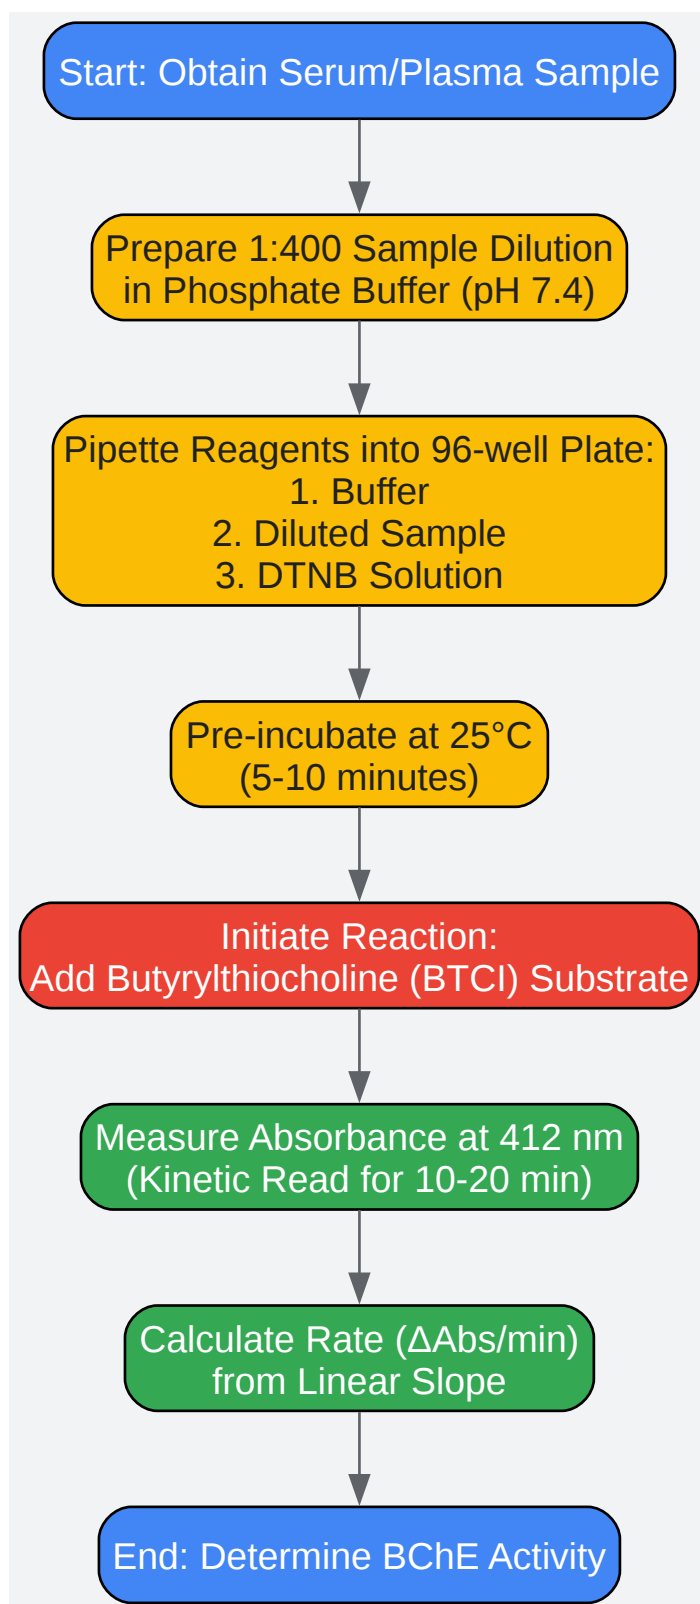 Start: Obtain Serum/Plasma Sample
Prepare 1:400 Sample Dilution
in Phosphate Buffer (pH 7.4)
Pipette Reagents into 96-well Plate:
1. Buffer
2. Diluted Sample
3. DTNB Solution
Pre-incubate at 25°C
(5-10 minutes)
Initiate Reaction:
Add Butyrylthiocholine (BTCI) Substrate
Measure Absorbance at 412 nm
(Kinetic Read for 10-20 min)
Calculate Rate (ΔAbs/min)
from Linear Slope
End: Determine BChE Activity